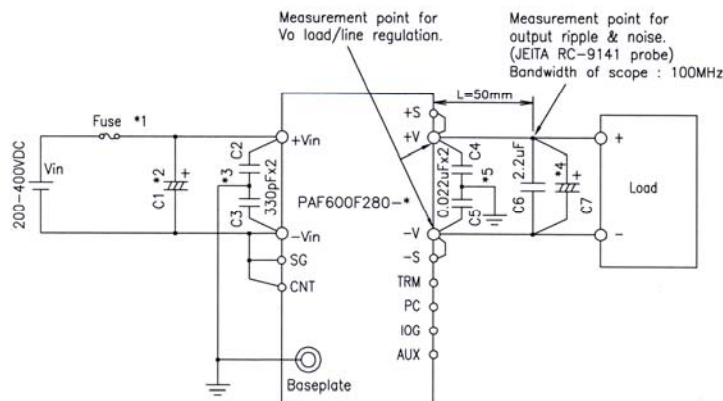 Measurement point for
Vo load/line regulation.
Measurement point for
output ripple & noise.
(JEITA RC-9141 probe)
Bandwidth of scope : 100MHz
L=50mm
Fuse *1
200-400VDC
Vin
C1
*2
+
+Vin
C2
*3
C3
330pFx2
-Vin
SG
CNT
Baseplate
PAF600F280-*
+S
+V
-V
-S
TRM
PC
IOG
AUX
C4
0.022uFx2
*5
C5
2.2uF
C6
*4
+
C7
+
Load
-